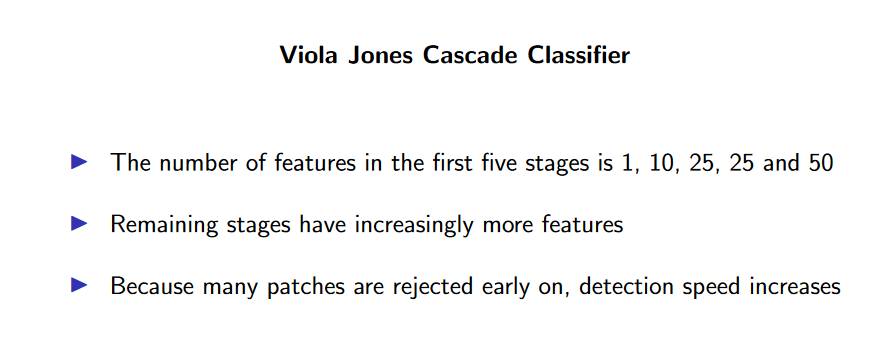 Viola Jones Cascade Classifier
▶ The number of features in the first five stages is 1, 10, 25, 25 and 50
▶ Remaining stages have increasingly more features
▶ Because many patches are rejected early on, detection speed increases